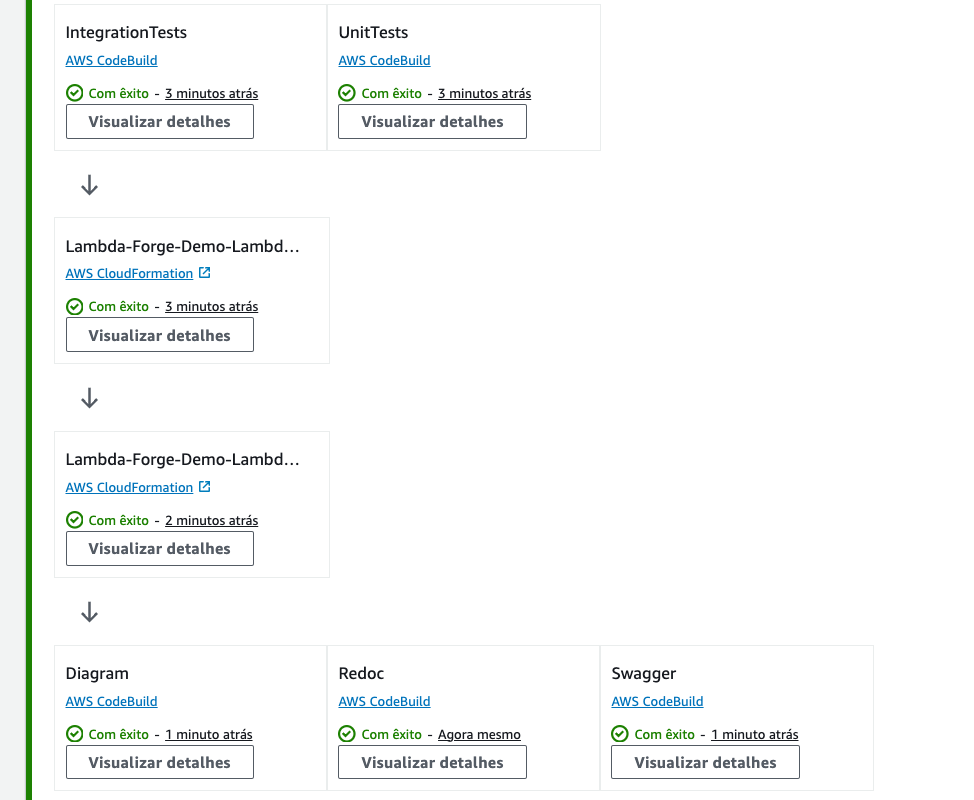 IntegrationTests
AWS CodeBuild
Com êxito - 3 minutos atrás
Visualizar detalhes
UnitTests
AWS CodeBuild
Com êxito - 3 minutos atrás
Visualizar detalhes
Lambda-Forge-Demo-Lambd...
AWS CloudFormation
Com êxito - 3 minutos atrás
Visualizar detalhes
Lambda-Forge-Demo-Lambd...
AWS CloudFormation
Com êxito - 2 minutos atrás
Visualizar detalhes
Diagram
AWS CodeBuild
Com êxito - 1 minuto atrás
Visualizar detalhes
Redoc
AWS CodeBuild
Com êxito - Agora mesmo
Visualizar detalhes
Swagger
AWS CodeBuild
Com êxito - 1 minuto atrás
Visualizar detalhes